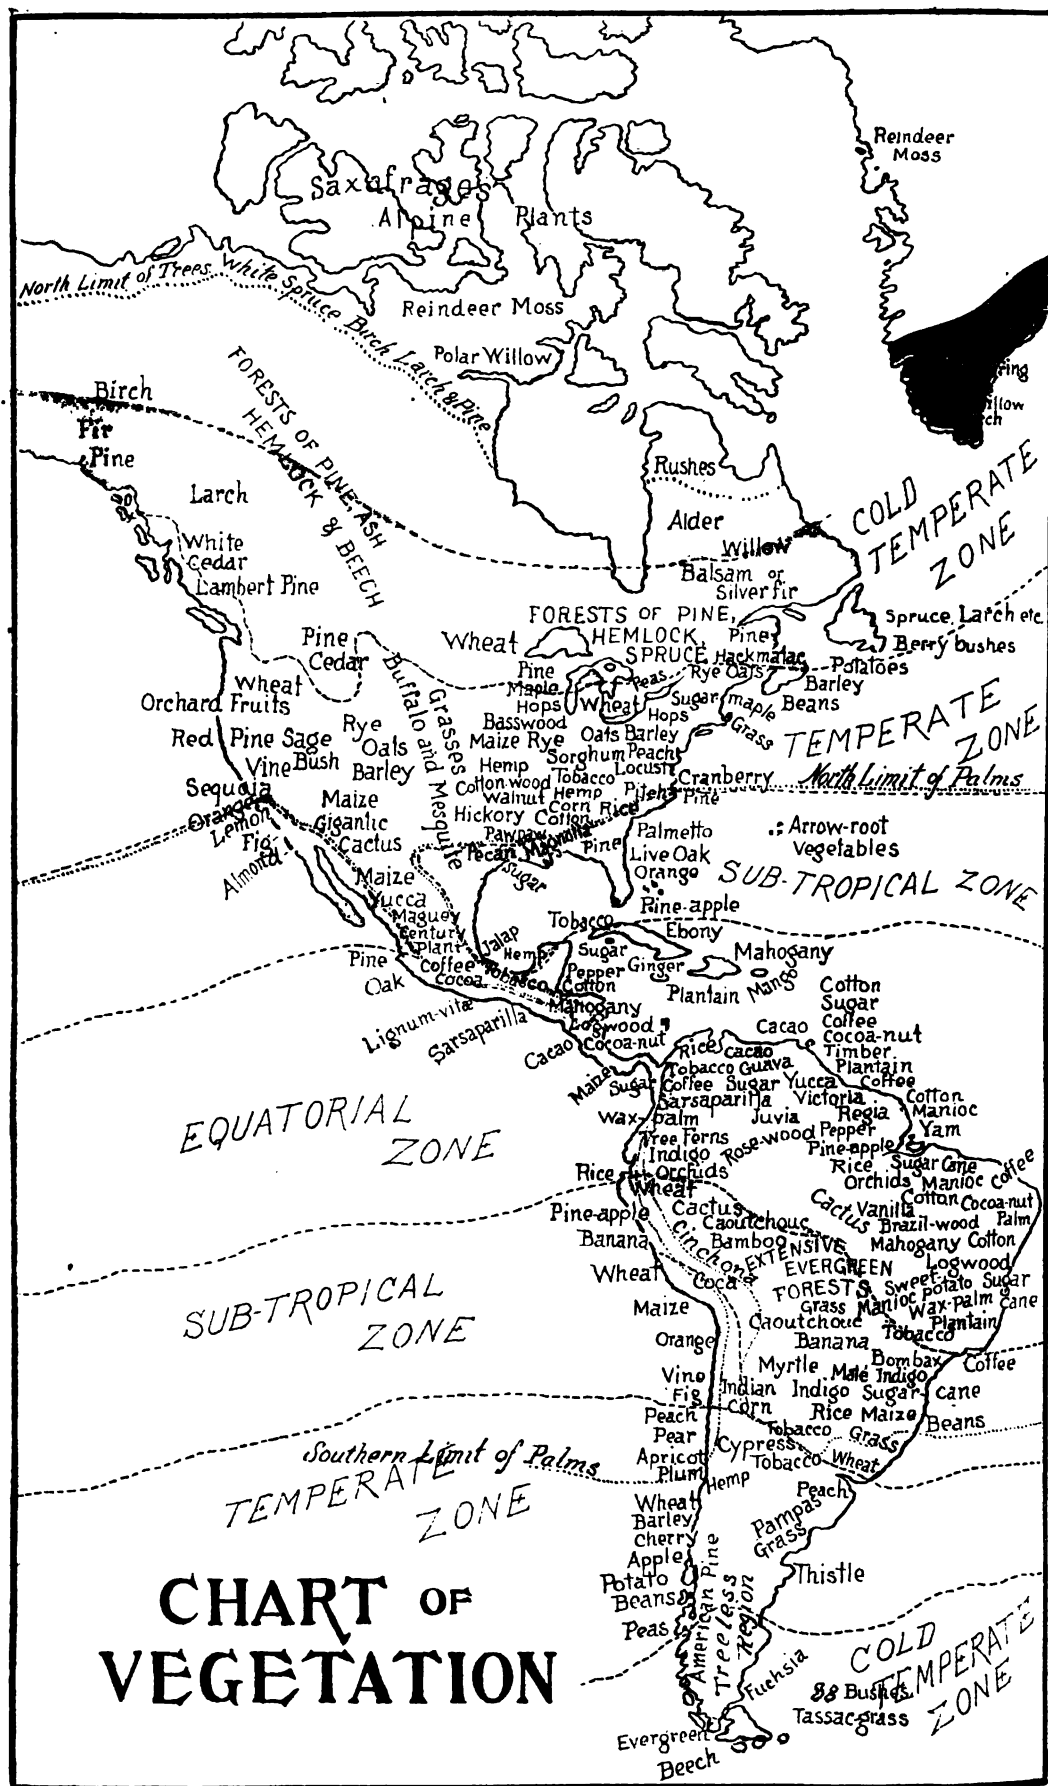 Reindeer
Moss
Saxafrages
Alpine Plants
North Limit of Trees White Spruce Birch Larch & Pine
Reindeer Moss
Polar Willow
Birch
Fir
Pine
FORESTS OF PINE, ASH
HEMLOCK & BEECH
Larch
White
Cedar
Lambert Pine
Rushes
Alder
Willow
Balsam or
Silver fir
COLD
TEMPERATE
ZONE
FORESTS OF PINE,
HEMLOCK,
SPRUCE
Pine
Hackmatac
Spruce, Larch etc
Berry bushes
Potatoes
Barley
Beans
Pine
Cedar
Wheat
Wheat
Orchard Fruits
Buffalo and Mesquite
Grasses
Pine
Maple
Hops
Wheat
Peas
Rye Oats
Sugar maple
Hops
Grass
Basswood
Oats Barley
Maize Rye
Sorghum Peach
Hemp
Tobacco
Locust
Cotton-wood
Walnut
Hemp
Pitch
Pine
Corn
Rice
Hickory
Cotton
Cranberry
Rye
Oats
Barley
Red Pine Sage
Vine Bush
Sequoia
Orange
Lemon
Fig
Almond
Maize
Gigantic
Cactus
TEMPERATE
ZONE
North Limit of Palms
Pawpaw
Magnolia
Pecan
Pine
Sugar
Palmetto
Live Oak
Orange
Pine-apple
Arrow-root
Vegetables
SUB-TROPICAL ZONE
Maize
Yucca
Maguey
Century
Plant
Jalap
Hemp
Tobacco
Ebony
Sugar
Ginger
Mahogany
Mango
Plantain
Pine
Oak
Coffee
Cocoa
Tobacco
Pepper
Cotton
Mahogany
Logwood
Cocoa-nut
Lignum-vitæ
Sarsaparilla
Cacao
Maize
Cotton
Sugar
Coffee
Cocoa-nut
Timber
Plantain
Coffee
Cacao
Rice
Cacao
Tobacco Guava
Sugar
Coffee Sugar Yucca
Sarsaparilla
Victoria
Regia
Cotton
Manioc
Yam
Wax-palm
Juvia
Tree Ferns
Indigo
Rose-wood
Pepper
Pine-apple
EQUATORIAL
ZONE
Rice
Orchids
Wheat
Rice
Sugar Cane
Coffee
Orchids Manioc
Cotton
Cocoa-nut
Palm
Pine-apple
Cactus
Cactus
Vanilla
Brazil-wood
Caoutchouc
Bamboo
Banana
Cinchona
Mahogany Cotton
EXTENSIVE
EVERGREEN
FORESTS
Logwood
Wheat
Coca
Sweet-potato
Sugar
cane
Grass
Manioc
Wax-palm
Plantain
Maize
Caoutchouc
Tobacco
Orange
Banana
SUB-TROPICAL
ZONE
Bombax
Coffee
Vine
Fig
Myrtle
Malé
Indigo
Indian
Corn
Indigo
Sugar-cane
Peach
Rice Maize
Beans
Pear
Tobacco
Grass
Apricot
Cypress
Tobacco
Wheat
Plum
Hemp
Southern Limit of Palms
TEMPERATE
ZONE
Peach
Wheat
Barley
Pampas
Grass
Cherry
Apple
Potato
Beans
Peas
Thistle
American Pine
Treeless
Region
Fuchsia
COLD
TEMPERATE
ZONE
Bushes
Tassac-grass
Evergreen
Beech
CHART OF
VEGETATION